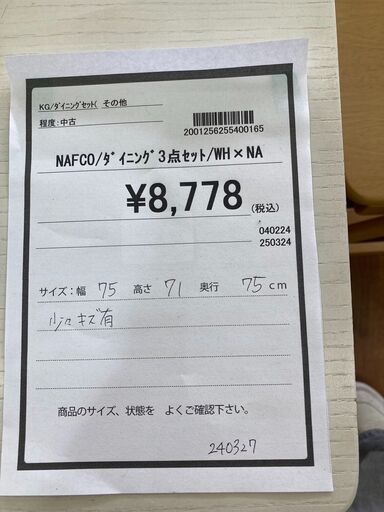 KG/ﾀﾞｲﾆﾝｸﾞｾｯﾄ( その他
程度:中古
2001256255400165
NAFCO/ﾀﾞｲﾆﾝｸﾞ3点ｾｯﾄ/WH×NA
¥8,778(税込)
040224
250324
サイズ:幅 75 高さ 71 奥行 75 cm
キズ有
商品のサイズ、状態を よくご確認下さい。
240327